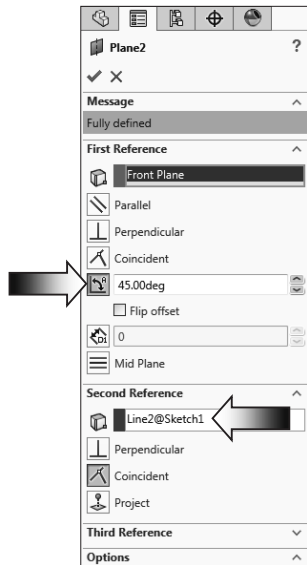 Plane2
?
Message
Fully defined
First Reference
Front Plane
Parallel
Perpendicular
Coincident
45.00deg
Flip offset
0
Mid Plane
Second Reference
Line2@Sketch1
Perpendicular
Coincident
Project
Third Reference
Options